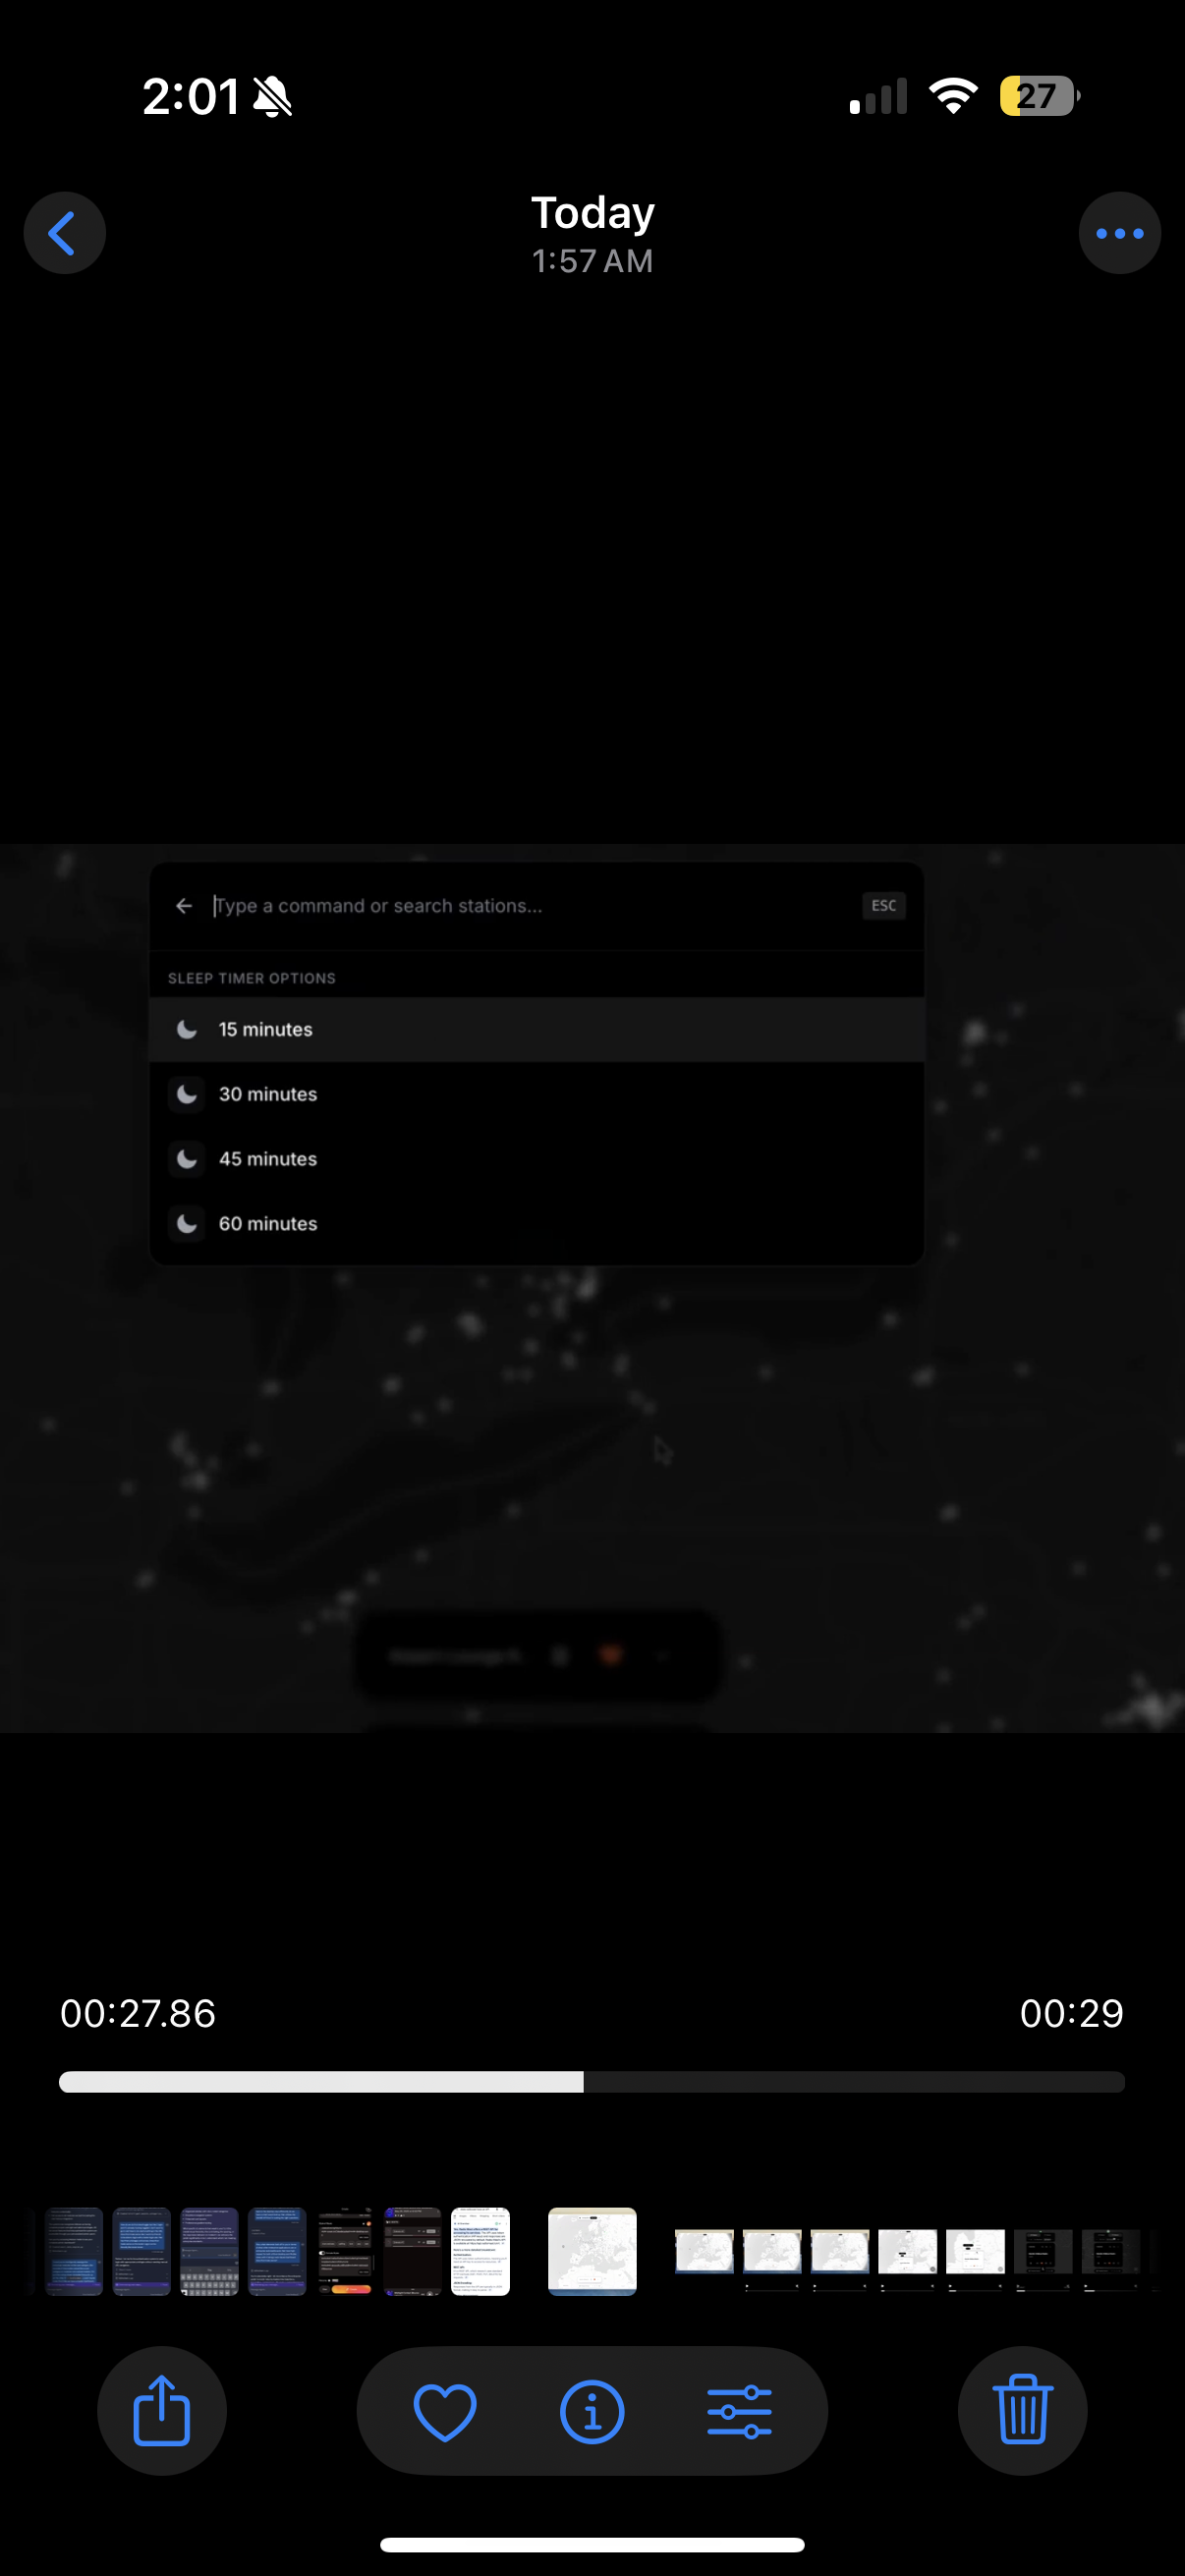 2:01
27
Today
1:57 AM
Type a command or search stations...
ESC
SLEEP TIMER OPTIONS
15 minutes
30 minutes
45 minutes
60 minutes
00:27.86
00:29